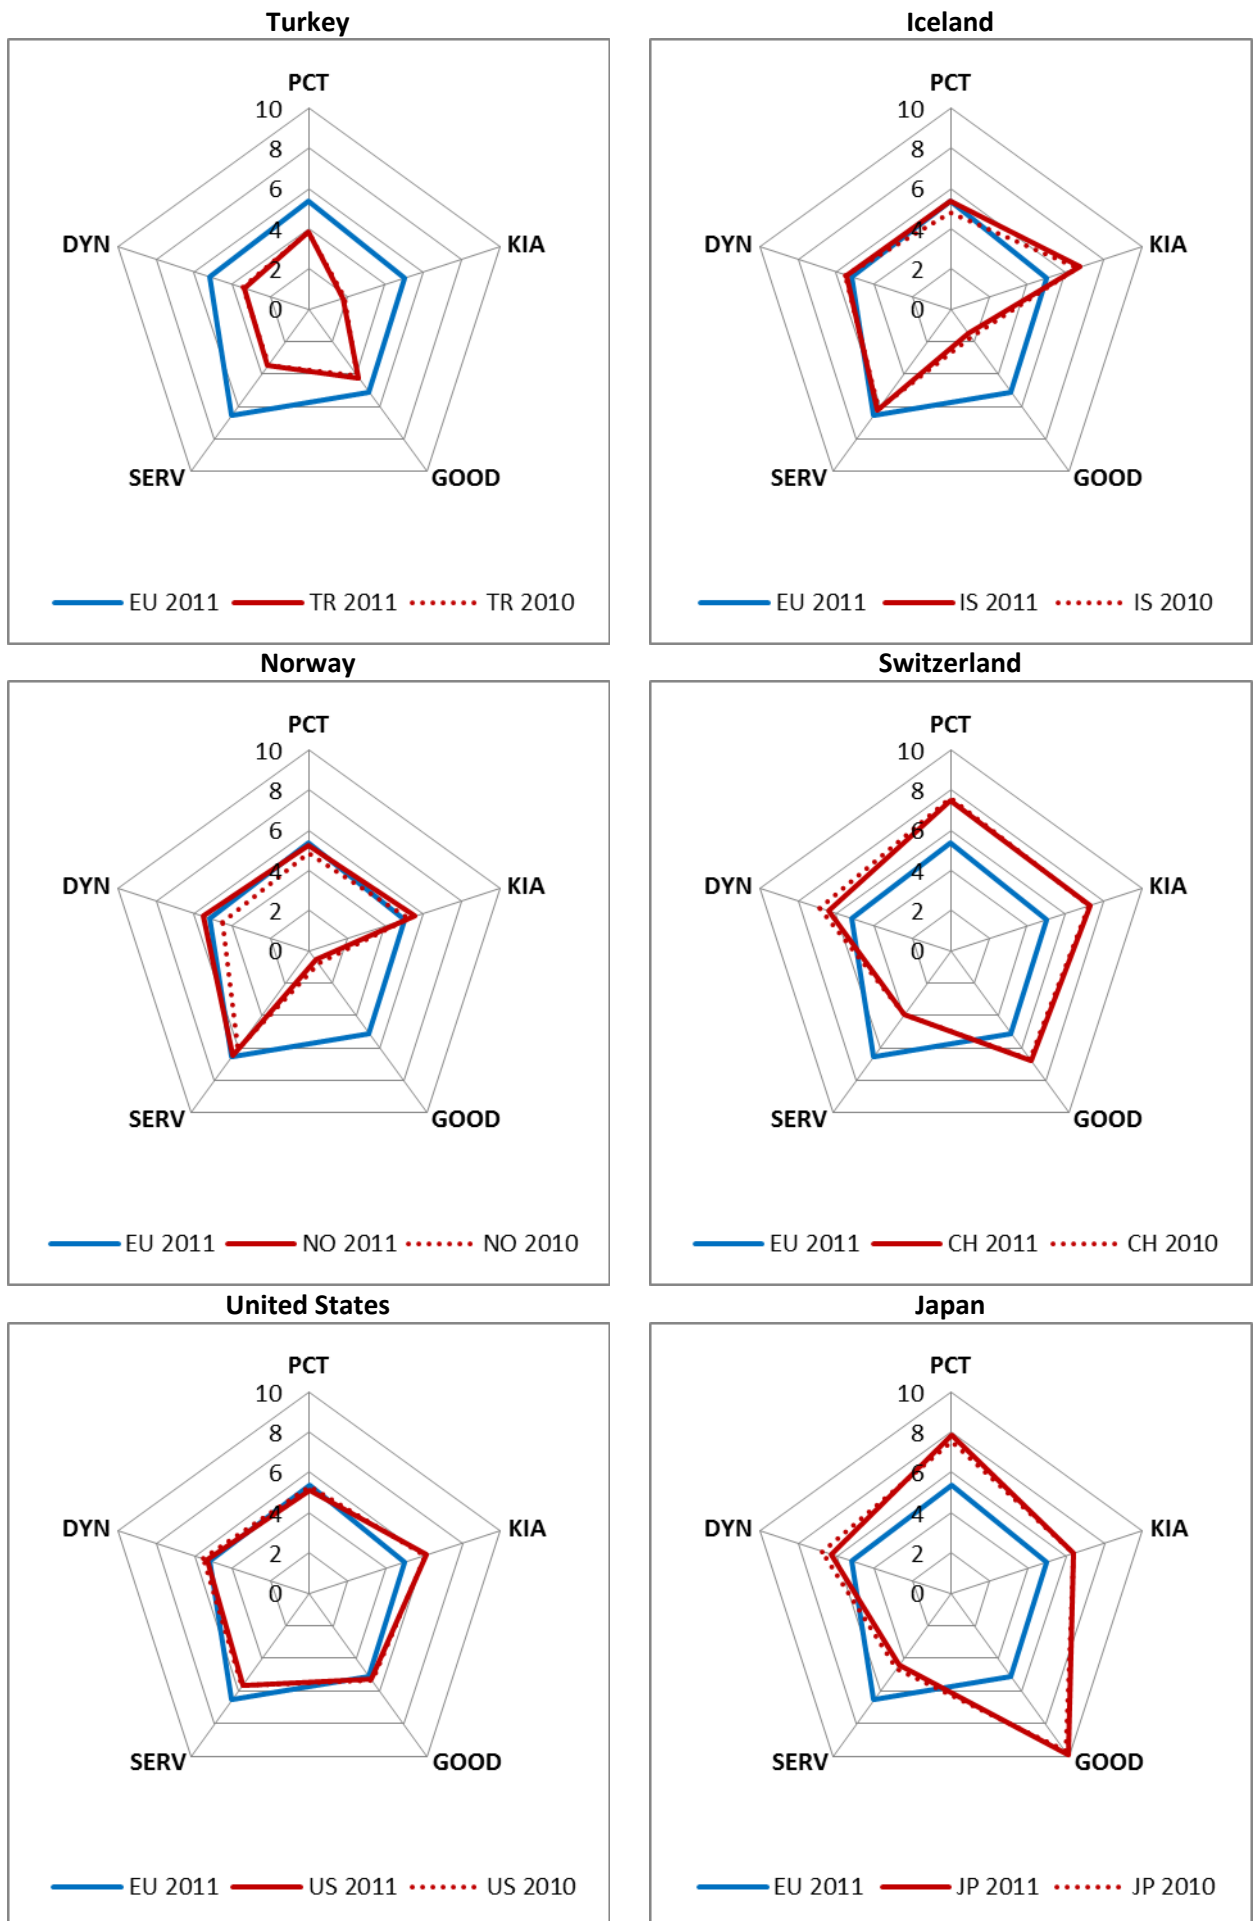 Turkey
PCT
10
8
6
4
2
0
DYN
KIA
SERV
GOOD
EU 2011 TR 2011 TR 2010
Iceland
PCT
10
8
6
4
2
0
DYN
KIA
SERV
GOOD
EU 2011 IS 2011 IS 2010
Norway
PCT
10
8
6
4
2
0
DYN
KIA
SERV
GOOD
EU 2011 NO 2011 NO 2010
Switzerland
PCT
10
8
6
4
2
0
DYN
KIA
SERV
GOOD
EU 2011 CH 2011 CH 2010
United States
PCT
10
8
6
4
2
0
DYN
KIA
SERV
GOOD
EU 2011 US 2011 US 2010
Japan
PCT
10
8
6
4
2
0
DYN
KIA
SERV
GOOD
EU 2011 JP 2011 JP 2010